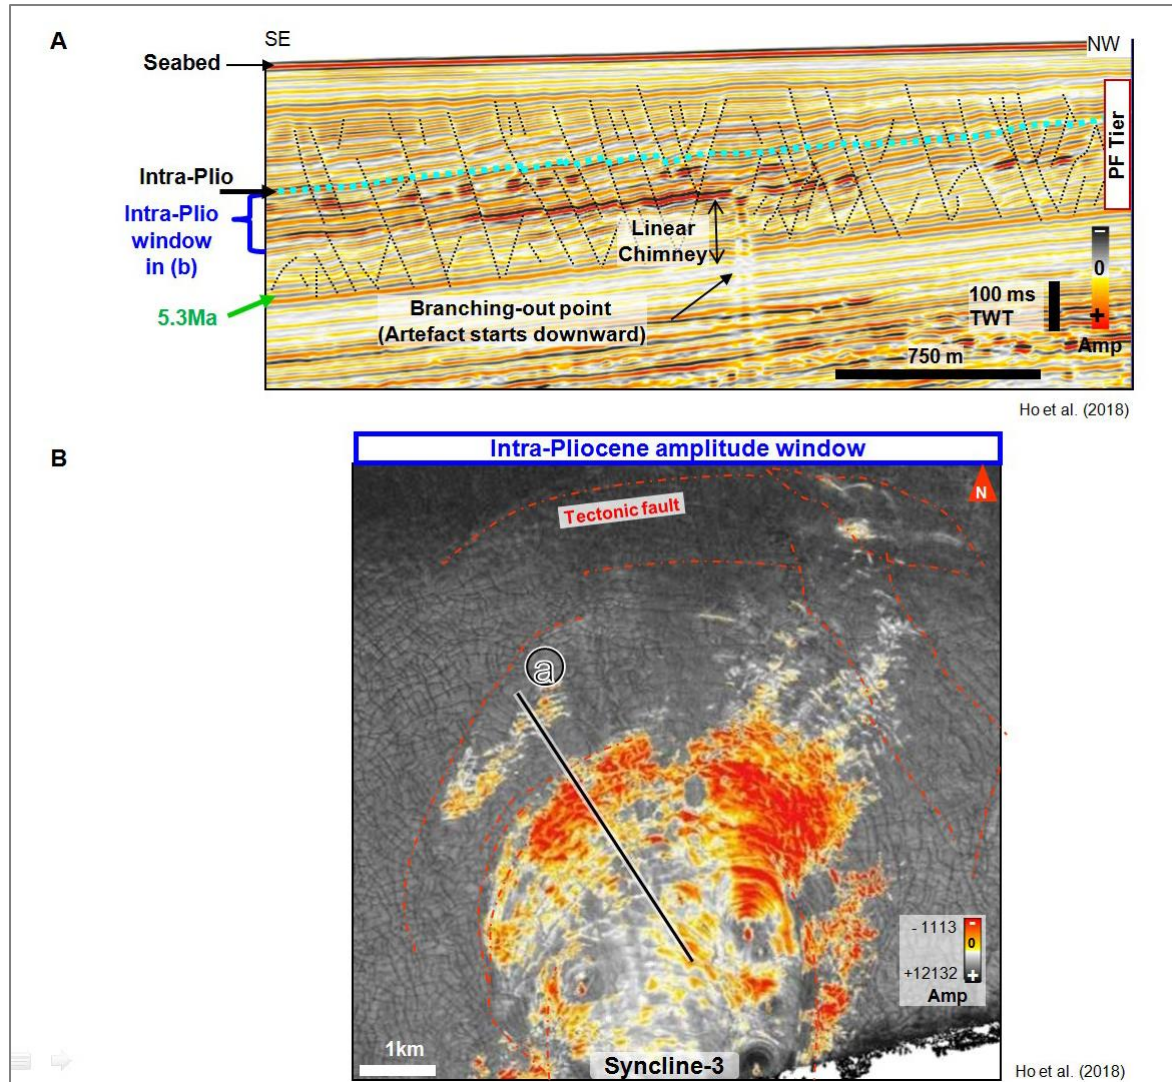 A
SE
NW
Seabed
Intra-Plio
Intra-Plio
window
in (b)
5.3Ma
Linear
Chimney
Branching-out point
(Artefact starts downward)
PF Tier
-
0
+
Amp
100 ms
TWT
750 m
Ho et al. (2018)
B
Intra-Pliocene amplitude window
N
Tectonic fault
a
- 1113
-
0
+12132
+
Amp
1km
Syncline-3
Ho et al. (2018)